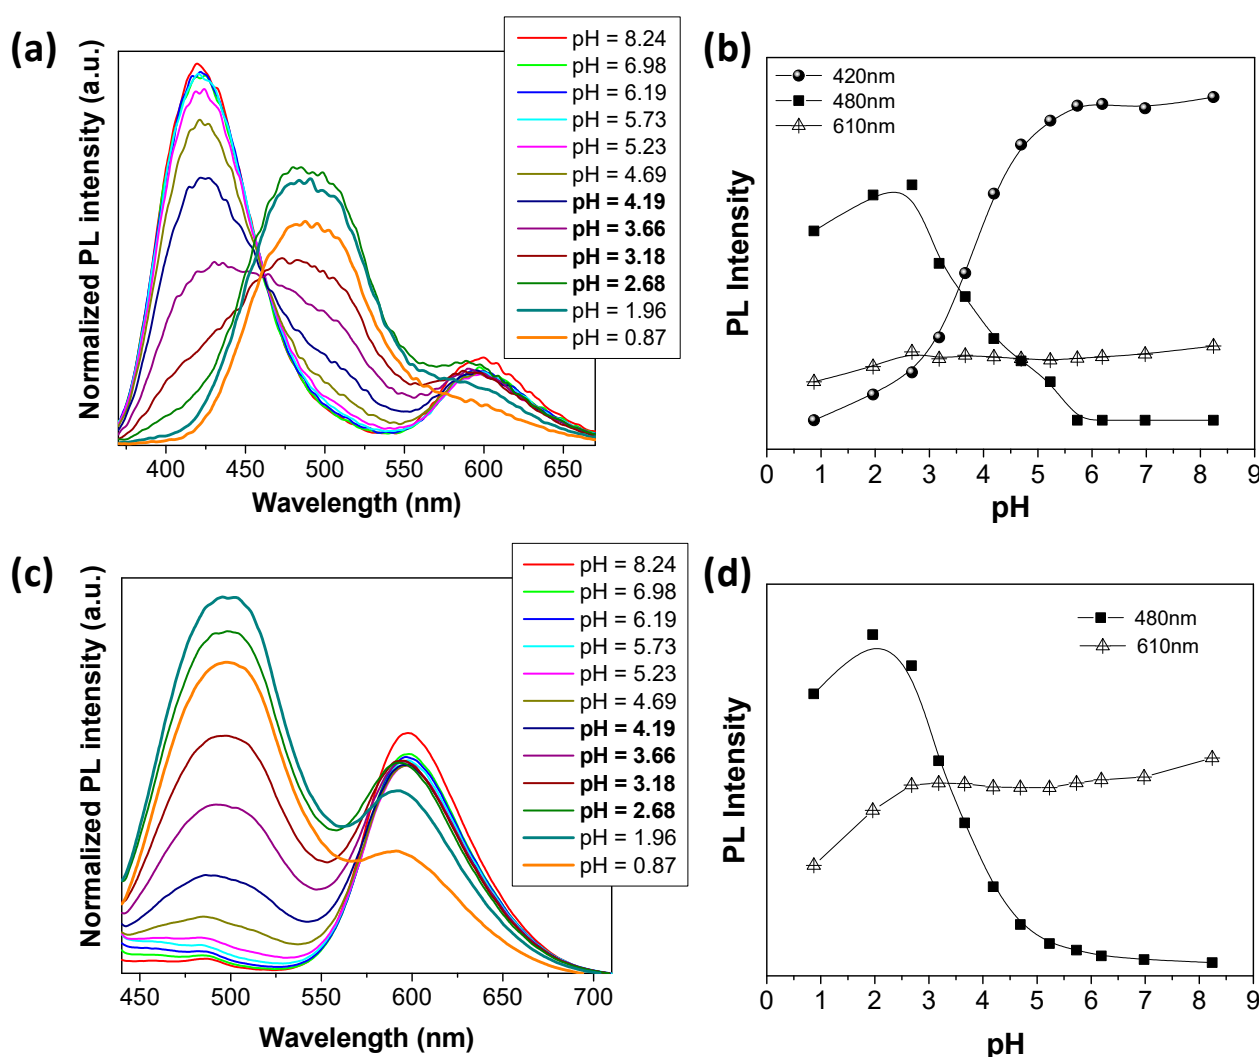 (a)
Normalized PL intensity (a.u.)
pH = 8.24
pH = 6.98
pH = 6.19
pH = 5.73
pH = 5.23
pH = 4.69
pH = 4.19
pH = 3.66
pH = 3.18
pH = 2.68
pH = 1.96
pH = 0.87
400 450 500 550 600 650
Wavelength (nm)
(b)
PL Intensity
420nm
480nm
610nm
0 1 2 3 4 5 6 7 8 9
pH
(c)
Normalized PL intensity (a.u.)
pH = 8.24
pH = 6.98
pH = 6.19
pH = 5.73
pH = 5.23
pH = 4.69
pH = 4.19
pH = 3.66
pH = 3.18
pH = 2.68
pH = 1.96
pH = 0.87
450 500 550 600 650 700
Wavelength (nm)
(d)
PL Intensity
480nm
610nm
0 1 2 3 4 5 6 7 8 9
pH